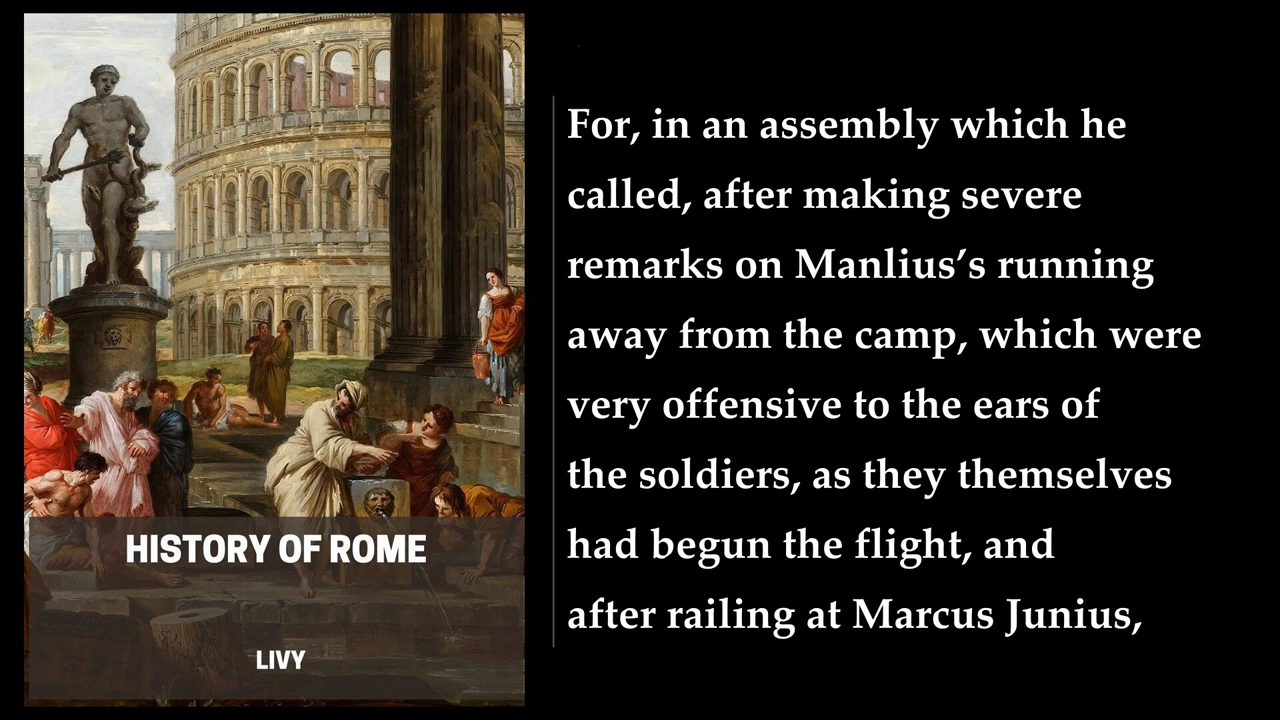 HISTORY OF ROME
LIVY
For, in an assembly which he
called, after making severe
remarks on Manlius’s running
away from the camp, which were
very offensive to the ears of
the soldiers, as they themselves
had begun the flight, and
after railing at Marcus Junius,